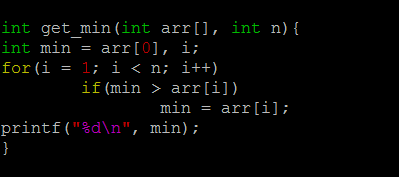 int get_min(int arr[], int n){
int min = arr[0], i;
for(i = 1; i < n; i++)
        if(min > arr[i])
                min = arr[i];
printf("%d\n", min);
}